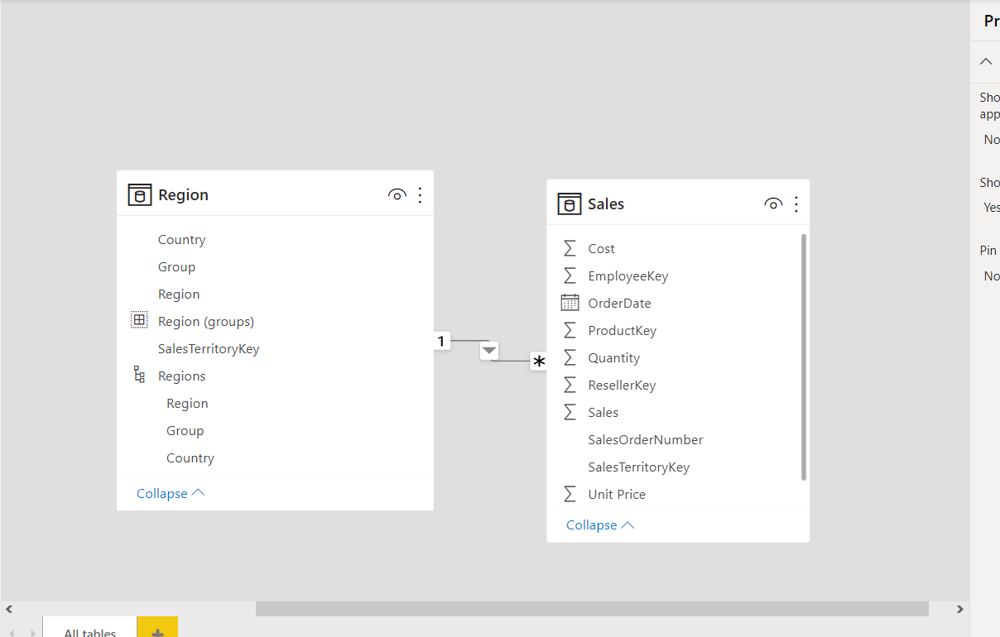 Pr
Sho
app
No
Sho
Yes
Pin
No
Region
Country
Group
Region
Region (groups)
SalesTerritoryKey
Regions
Region
Group
Country
Collapse
1
*
Sales
Cost
EmployeeKey
OrderDate
ProductKey
Quantity
ResellerKey
Sales
SalesOrderNumber
SalesTerritoryKey
Unit Price
Collapse
All tables